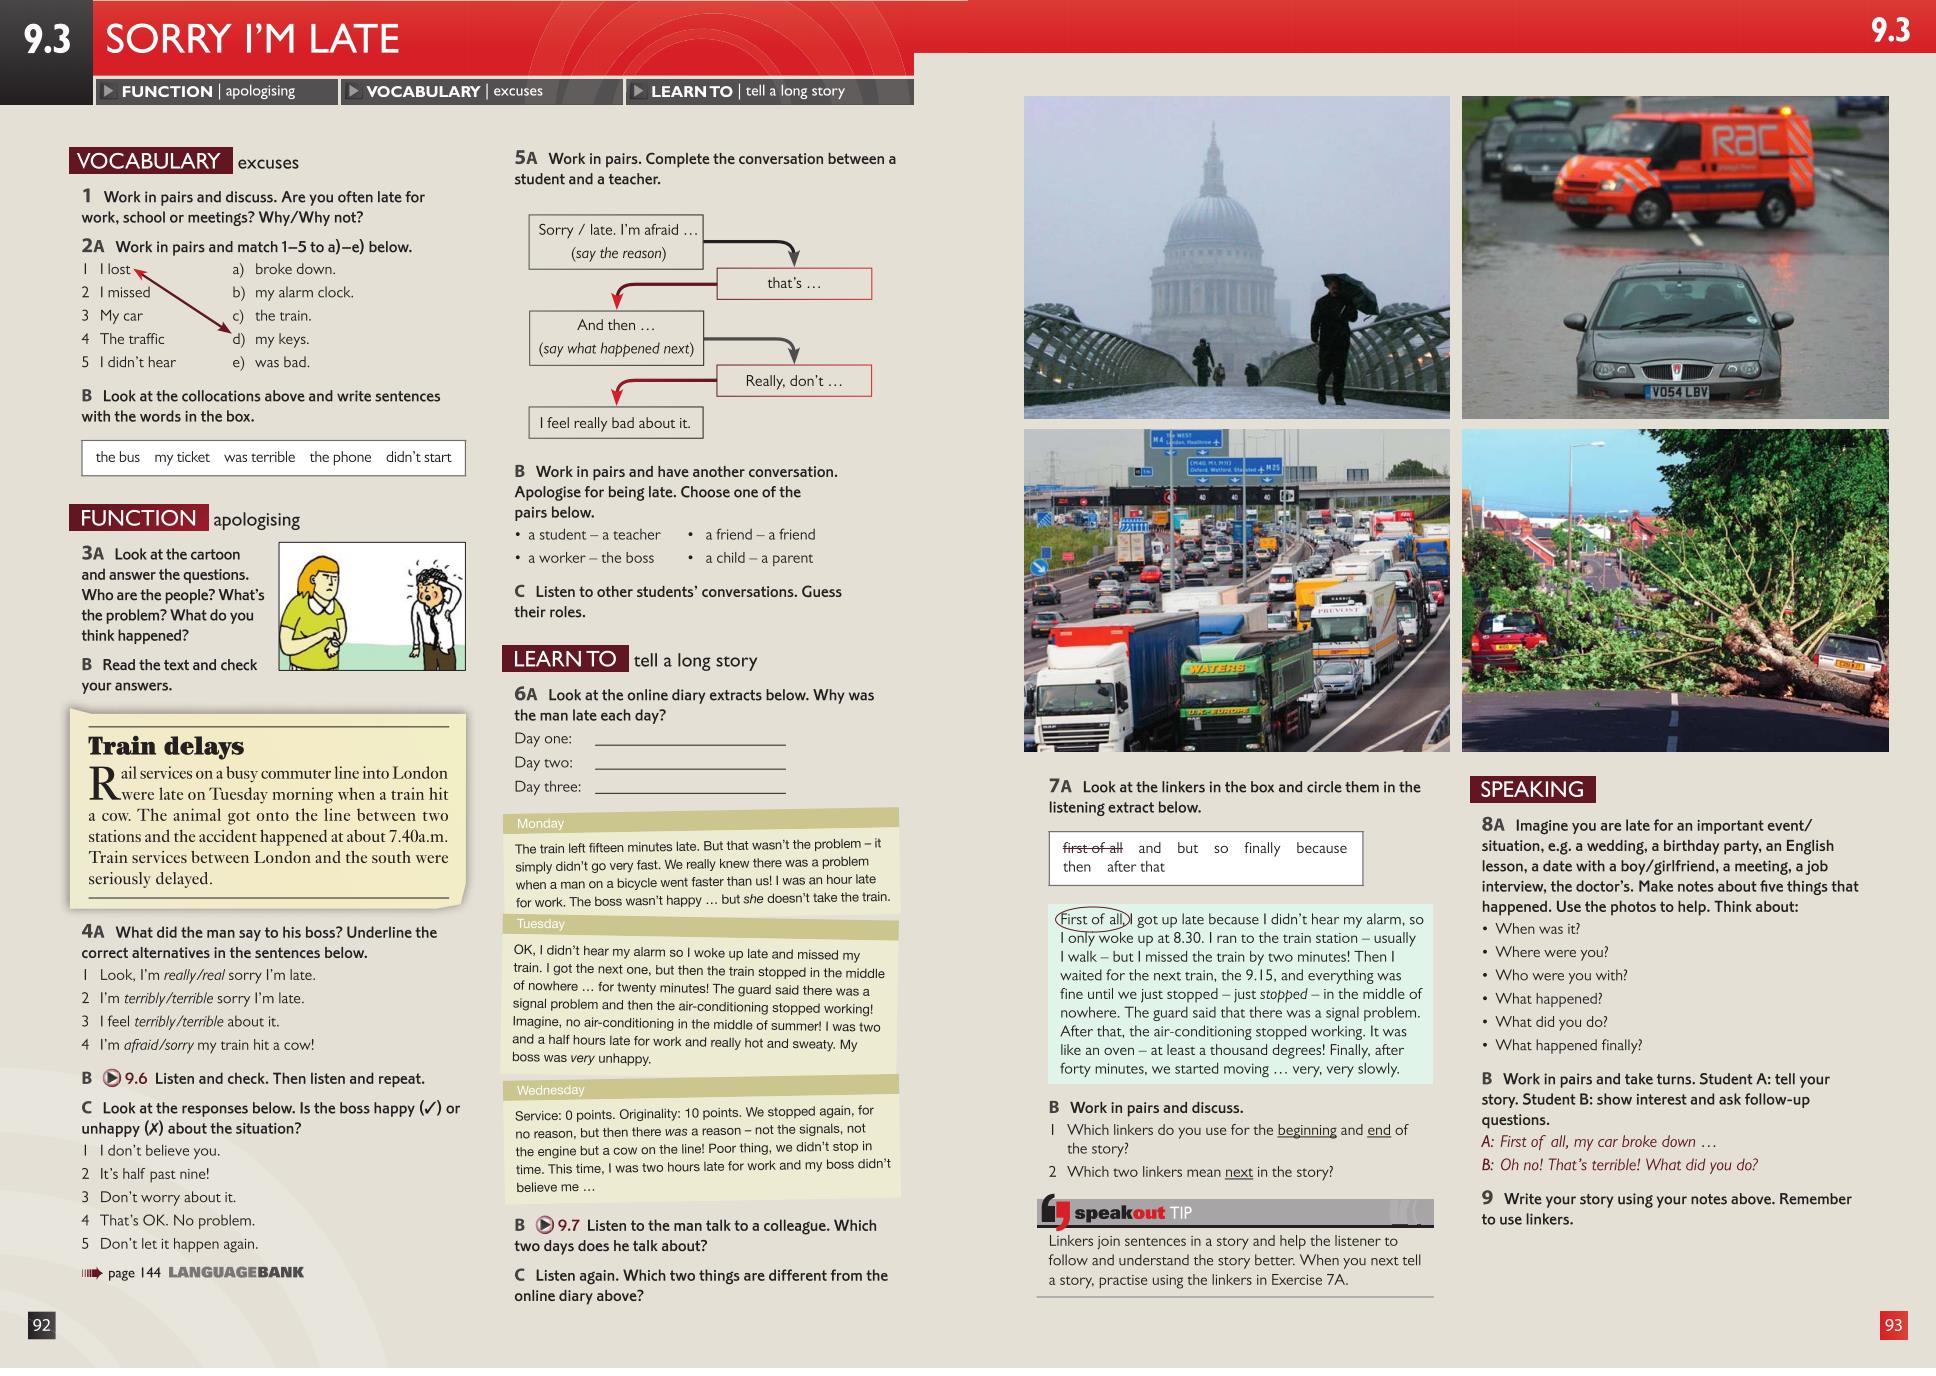 9.3 SORRY I'M LATE
FUNCTION | apologising
VOCABULARY | excuses
LEARN TO | tell a long story
VOCABULARY excuses
1 Work in pairs and discuss. Are you often late for
work, school or meetings? Why/Why not?
2A Work in pairs and match 1–5 to a)–e) below.
1 I lost a) broke down.
2 I missed b) my alarm clock.
3 My car c) the train.
4 The traffic d) my keys.
5 I didn't hear e) was bad.
B Look at the collocations above and write sentences
with the words in the box.
the bus my ticket was terrible the phone didn't start
FUNCTION apologising
3A Look at the cartoon
and answer the questions.
Who are the people? What's
the problem? What do you
think happened?
B Read the text and check
your answers.
Train delays
Rail services on a busy commuter line into London
were late on Tuesday morning when a train hit
a cow. The animal got onto the line between two
stations and the accident happened at about 7.40a.m.
Train services between London and the south were
seriously delayed.
4A What did the man say to his boss? Underline the
correct alternatives in the sentences below.
1 Look, I'm really/real sorry I'm late.
2 I'm terribly/terrible sorry I'm late.
3 I feel terribly/terrible about it.
4 I'm afraid/sorry my train hit a cow!
B 9.6 Listen and check. Then listen and repeat.
C Look at the responses below. Is the boss happy (✓) or
unhappy (✗) about the situation?
1 I don't believe you.
2 It's half past nine!
3 Don't worry about it.
4 That's OK. No problem.
5 Don't let it happen again.
page 144 LANGUAGEBANK
92
5A Work in pairs. Complete the conversation between a
student and a teacher.
Sorry / late. I'm afraid …
(say the reason)
that's …
And then …
(say what happened next)
Really, don't …
I feel really bad about it.
B Work in pairs and have another conversation.
Apologise for being late. Choose one of the
pairs below.
• a student – a teacher • a friend – a friend
• a worker – the boss • a child – a parent
C Listen to other students' conversations. Guess
their roles.
LEARN TO tell a long story
6A Look at the online diary extracts below. Why was
the man late each day?
Day one:
Day two:
Day three:
Monday
The train left fifteen minutes late. But that wasn't the problem – it
simply didn't go very fast. We really knew there was a problem
when a man on a bicycle went faster than us! I was an hour late
for work. The boss wasn't happy … but she doesn't take the train.
Tuesday
OK, I didn't hear my alarm so I woke up late and missed my
train. I got the next one, but then the train stopped in the middle
of nowhere … for twenty minutes! The guard said there was a
signal problem and then the air-conditioning stopped working!
Imagine, no air-conditioning in the middle of summer! I was two
and a half hours late for work and really hot and sweaty. My
boss was very unhappy.
Wednesday
Service: 0 points. Originality: 10 points. We stopped again, for
no reason, but then there was a reason – not the signals, not
the engine but a cow on the line! Poor thing, we didn't stop in
time. This time, I was two hours late for work and my boss didn't
believe me …
B 9.7 Listen to the man talk to a colleague. Which
two days does he talk about?
C Listen again. Which two things are different from the
online diary above?
9.3
RAC
VO54 LBV
M4 The WEST
M25
40 40 40
PREVOST
WATERS
U.K.-EUROPE
7A Look at the linkers in the box and circle them in the
listening extract below.
first of all and but so finally because
then after that
First of all, I got up late because I didn't hear my alarm, so
I only woke up at 8.30. I ran to the train station – usually
I walk – but I missed the train by two minutes! Then I
waited for the next train, the 9.15, and everything was
fine until we just stopped – just stopped – in the middle of
nowhere. The guard said that there was a signal problem.
After that, the air-conditioning stopped working. It was
like an oven – at least a thousand degrees! Finally, after
forty minutes, we started moving … very, very slowly.
B Work in pairs and discuss.
1 Which linkers do you use for the beginning and end of
the story?
2 Which two linkers mean next in the story?
speakout TIP
Linkers join sentences in a story and help the listener to
follow and understand the story better. When you next tell
a story, practise using the linkers in Exercise 7A.
SPEAKING
8A Imagine you are late for an important event/
situation, e.g. a wedding, a birthday party, an English
lesson, a date with a boy/girlfriend, a meeting, a job
interview, the doctor's. Make notes about five things that
happened. Use the photos to help. Think about:
• When was it?
• Where were you?
• Who were you with?
• What happened?
• What did you do?
• What happened finally?
B Work in pairs and take turns. Student A: tell your
story. Student B: show interest and ask follow-up
questions.
A: First of all, my car broke down …
B: Oh no! That's terrible! What did you do?
9 Write your story using your notes above. Remember
to use linkers.
93